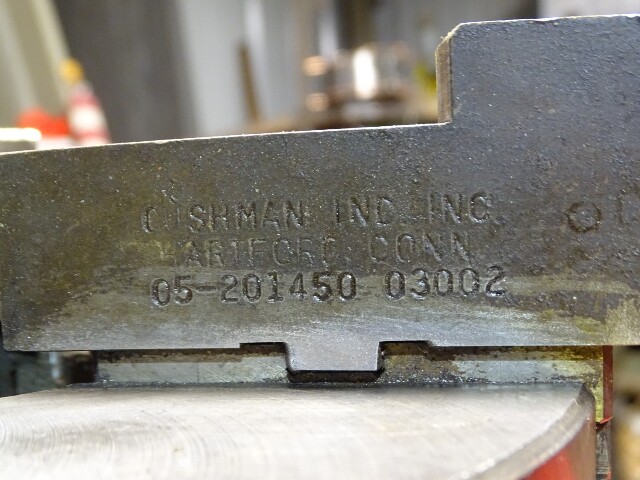 CUSHMAN IND. INC.
HARTFORD, CONN
05-201450 03002